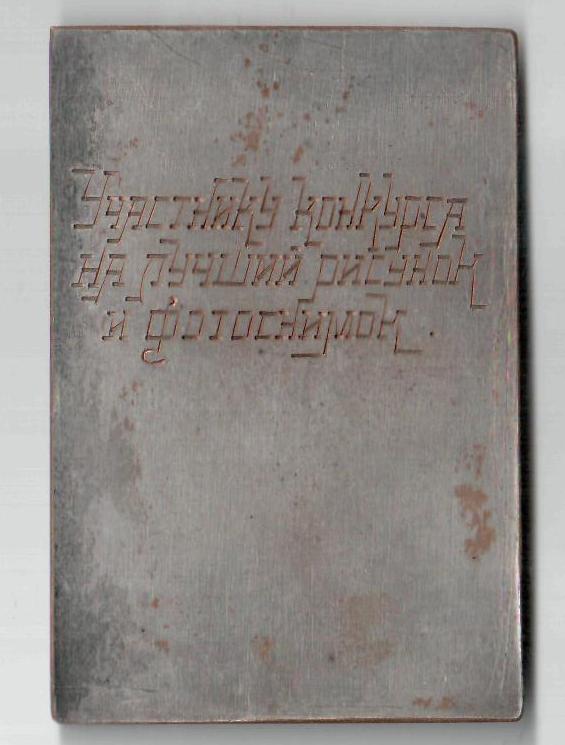 Участнику конкурса
на лучший рисунок
и фотоснимок.